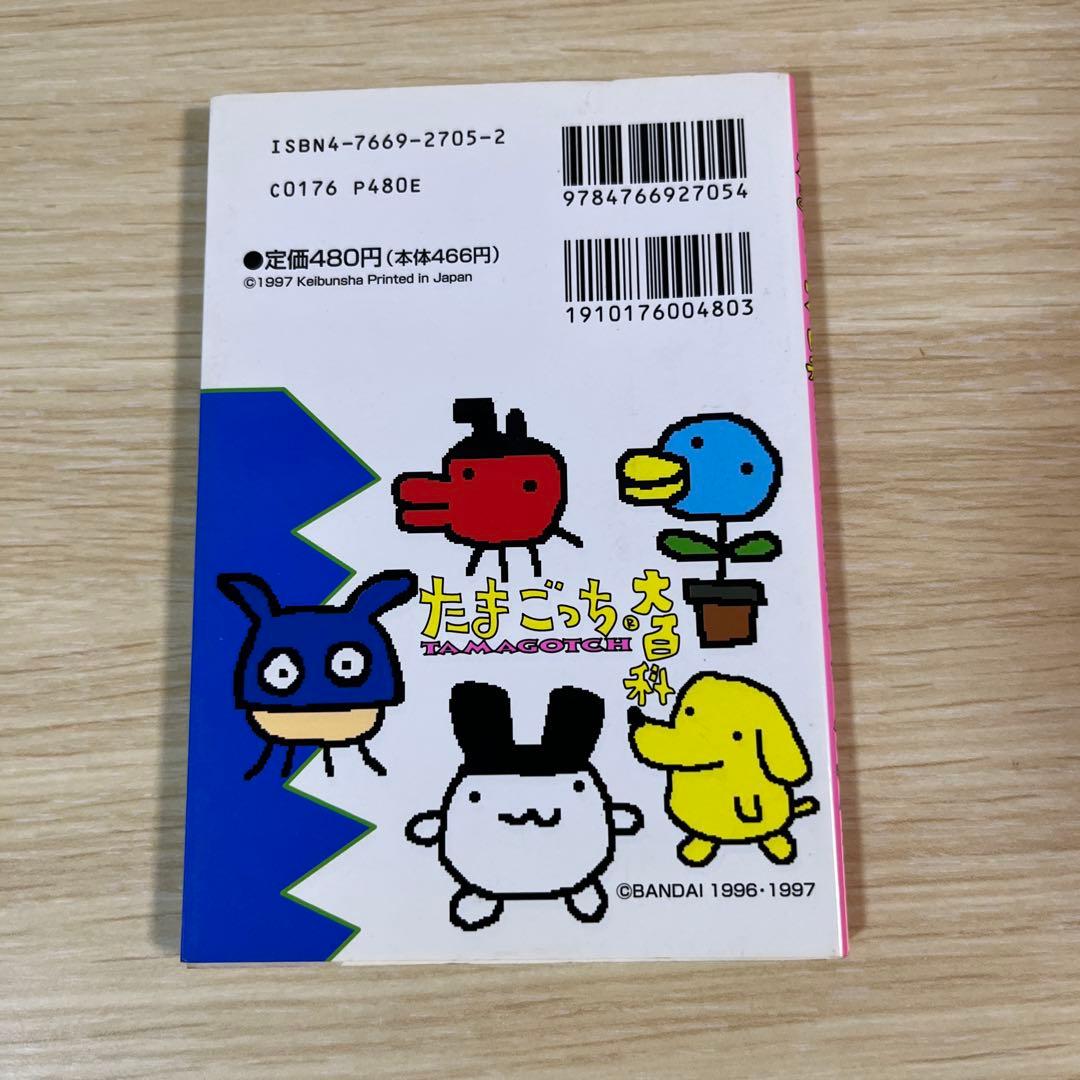 ISBN4-7669-2705-2
C0176 P480E
9784766927054
●定価480円(本体466円)
©1997 Keibunsha Printed in Japan
1910176004803
たまごっち®大百科
TAMAGOTCH
©BANDAI 1996・1997